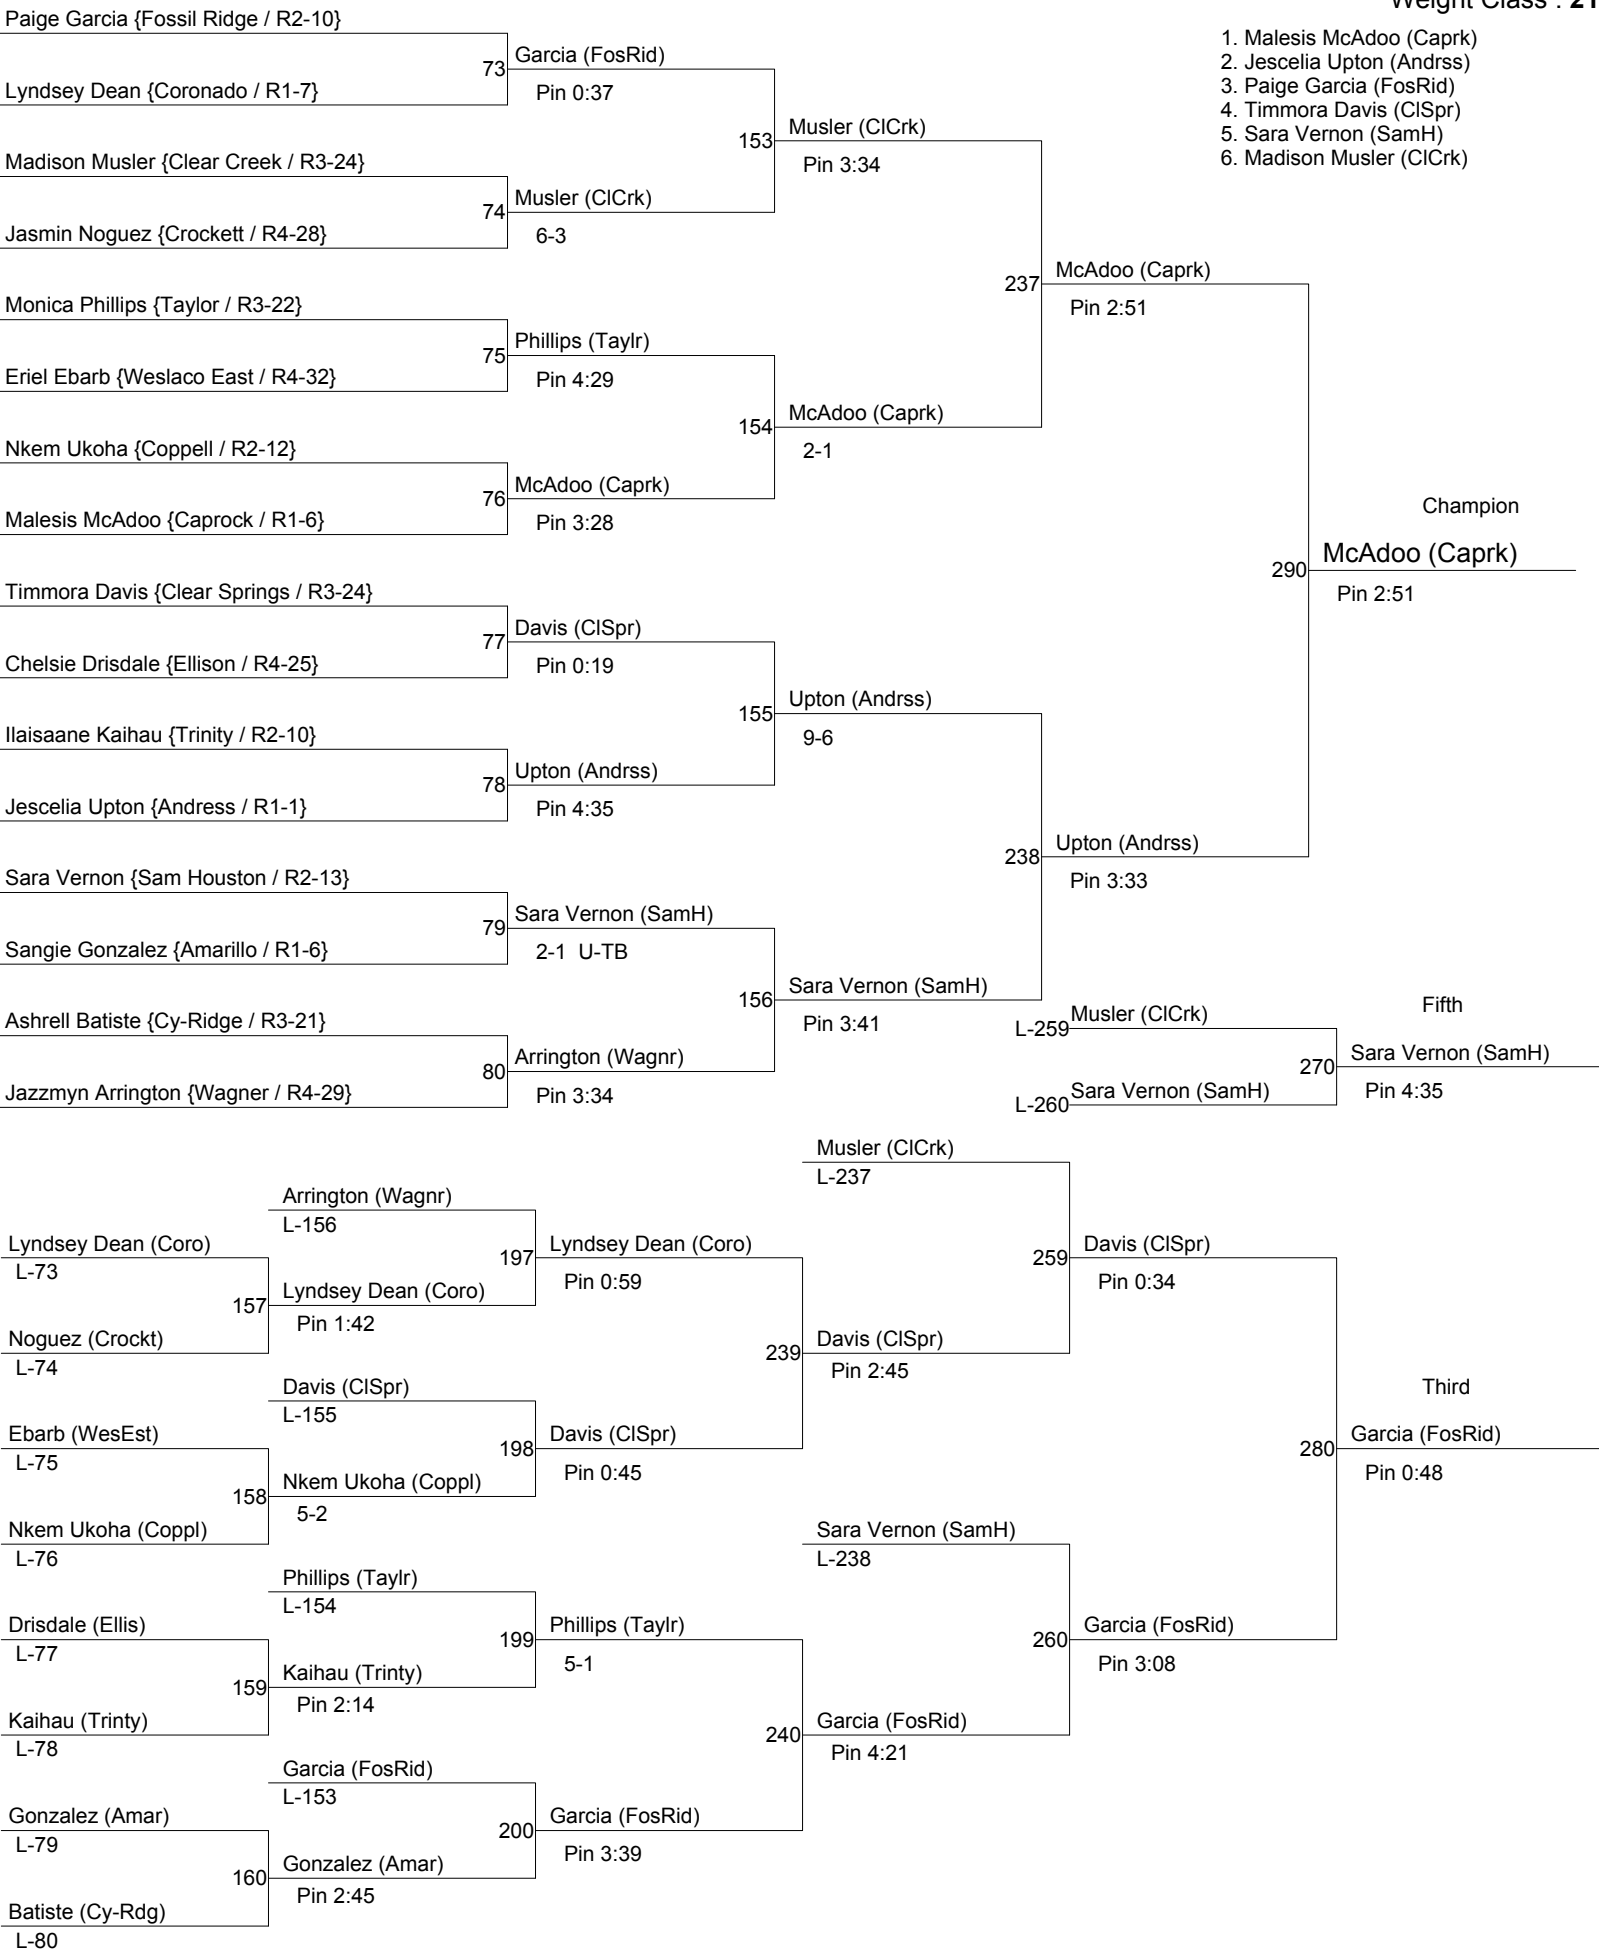 Weight Class : 21
1. Malesis McAdoo (Caprk)
2. Jescelia Upton (Andrss)
3. Paige Garcia (FosRid)
4. Timmora Davis (ClSpr)
5. Sara Vernon (SamH)
6. Madison Musler (ClCrk)
Paige Garcia {Fossil Ridge / R2-10}
73 Garcia (FosRid)
Lyndsey Dean {Coronado / R1-7}
Pin 0:37
153 Musler (ClCrk)
Pin 3:34
Madison Musler {Clear Creek / R3-24}
74 Musler (ClCrk)
Jasmin Noguez {Crockett / R4-28}
6-3
237 McAdoo (Caprk)
Pin 2:51
Monica Phillips {Taylor / R3-22}
75 Phillips (Taylr)
Eriel Ebarb {Weslaco East / R4-32}
Pin 4:29
154 McAdoo (Caprk)
2-1
Nkem Ukoha {Coppell / R2-12}
76 McAdoo (Caprk)
Malesis McAdoo {Caprock / R1-6}
Pin 3:28
Champion
290 McAdoo (Caprk)
Pin 2:51
Timmora Davis {Clear Springs / R3-24}
77 Davis (ClSpr)
Chelsie Drisdale {Ellison / R4-25}
Pin 0:19
155 Upton (Andrss)
9-6
Ilaisaane Kaihau {Trinity / R2-10}
78 Upton (Andrss)
Jescelia Upton {Andress / R1-1}
Pin 4:35
238 Upton (Andrss)
Pin 3:33
Sara Vernon {Sam Houston / R2-13}
79 Sara Vernon (SamH)
Sangie Gonzalez {Amarillo / R1-6}
2-1 U-TB
156 Sara Vernon (SamH)
Pin 3:41
Ashrell Batiste {Cy-Ridge / R3-21}
80 Arrington (Wagnr)
Jazzmyn Arrington {Wagner / R4-29}
Pin 3:34
Fifth
L-259 Musler (ClCrk)
270 Sara Vernon (SamH)
L-260 Sara Vernon (SamH)
Pin 4:35
Musler (ClCrk)
L-237
Arrington (Wagnr)
L-156
Lyndsey Dean (Coro)
L-73
197 Lyndsey Dean (Coro)
Pin 0:59
259 Davis (ClSpr)
Pin 0:34
157 Lyndsey Dean (Coro)
Pin 1:42
Noguez (Crockt)
L-74
239 Davis (ClSpr)
Pin 2:45
Davis (ClSpr)
L-155
Third
Ebarb (WesEst)
L-75
198 Davis (ClSpr)
Pin 0:45
280 Garcia (FosRid)
Pin 0:48
158 Nkem Ukoha (Coppl)
5-2
Nkem Ukoha (Coppl)
L-76
Sara Vernon (SamH)
L-238
Phillips (Taylr)
L-154
Drisdale (Ellis)
L-77
199 Phillips (Taylr)
5-1
260 Garcia (FosRid)
Pin 3:08
159 Kaihau (Trinty)
Pin 2:14
Kaihau (Trinty)
L-78
240 Garcia (FosRid)
Pin 4:21
Garcia (FosRid)
L-153
Gonzalez (Amar)
L-79
200 Garcia (FosRid)
Pin 3:39
160 Gonzalez (Amar)
Pin 2:45
Batiste (Cy-Rdg)
L-80